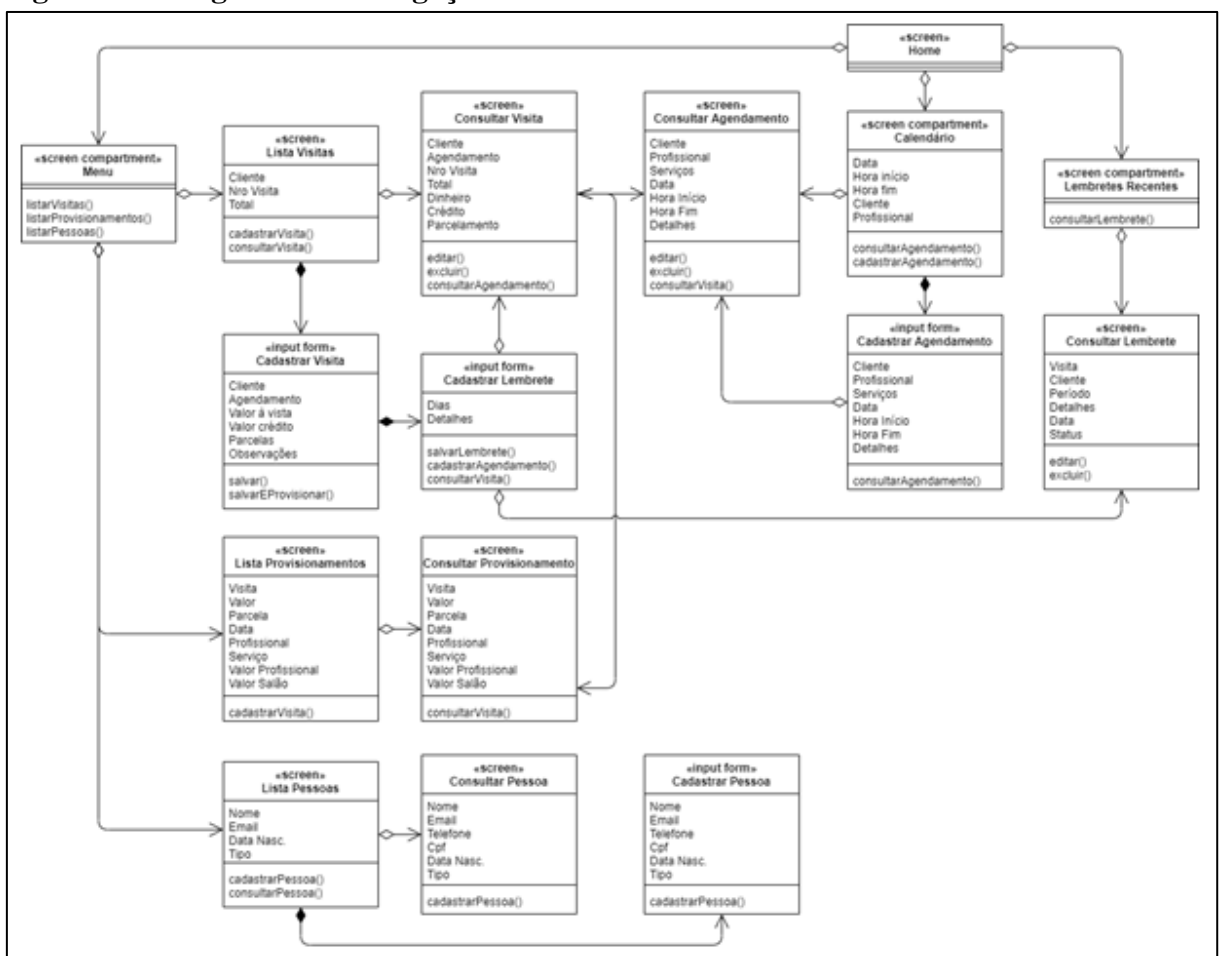 «screen»
Home
«screen compartment»
Menu
listarVisitas()
listarProvisionamentos()
listarPessoas()
«screen»
Lista Visitas
Cliente
Nro Visita
Total
cadastrarVisita()
consultarVisita()
«screen»
Consultar Visita
Cliente
Agendamento
Nro Visita
Total
Dinheiro
Crédito
Parcelamento
editar()
excluir()
consultarAgendamento()
«screen»
Consultar Agendamento
Cliente
Profissional
Serviços
Data
Hora Início
Hora Fim
Detalhes
editar()
excluir()
consultarVisita()
«screen compartment»
Calendário
Data
Hora início
Hora fim
Cliente
Profissional
consultarAgendamento()
cadastrarAgendamento()
«screen compartment»
Lembretes Recentes
consultarLembrete()
«input form»
Cadastrar Visita
Cliente
Agendamento
Valor à vista
Valor crédito
Parcelas
Observações
salvar()
salvarEProvisionar()
«input form»
Cadastrar Lembrete
Dias
Detalhes
salvarLembrete()
cadastrarAgendamento()
consultarVisita()
«input form»
Cadastrar Agendamento
Cliente
Profissional
Serviços
Data
Hora Início
Hora Fim
Detalhes
consultarAgendamento()
«screen»
Consultar Lembrete
Visita
Cliente
Período
Detalhes
Data
Status
editar()
excluir()
«screen»
Lista Provisionamentos
Visita
Valor
Parcela
Data
Profissional
Serviço
Valor Profissional
Valor Salão
cadastrarVisita()
«screen»
Consultar Provisionamento
Visita
Valor
Parcela
Data
Profissional
Serviço
Valor Profissional
Valor Salão
consultarVisita()
«screen»
Lista Pessoas
Nome
Email
Data Nasc.
Tipo
cadastrarPessoa()
consultarPessoa()
«screen»
Consultar Pessoa
Nome
Email
Telefone
Cpf
Data Nasc.
Tipo
cadastrarPessoa()
«input form»
Cadastrar Pessoa
Nome
Email
Telefone
Cpf
Data Nasc.
Tipo
cadastrarPessoa()